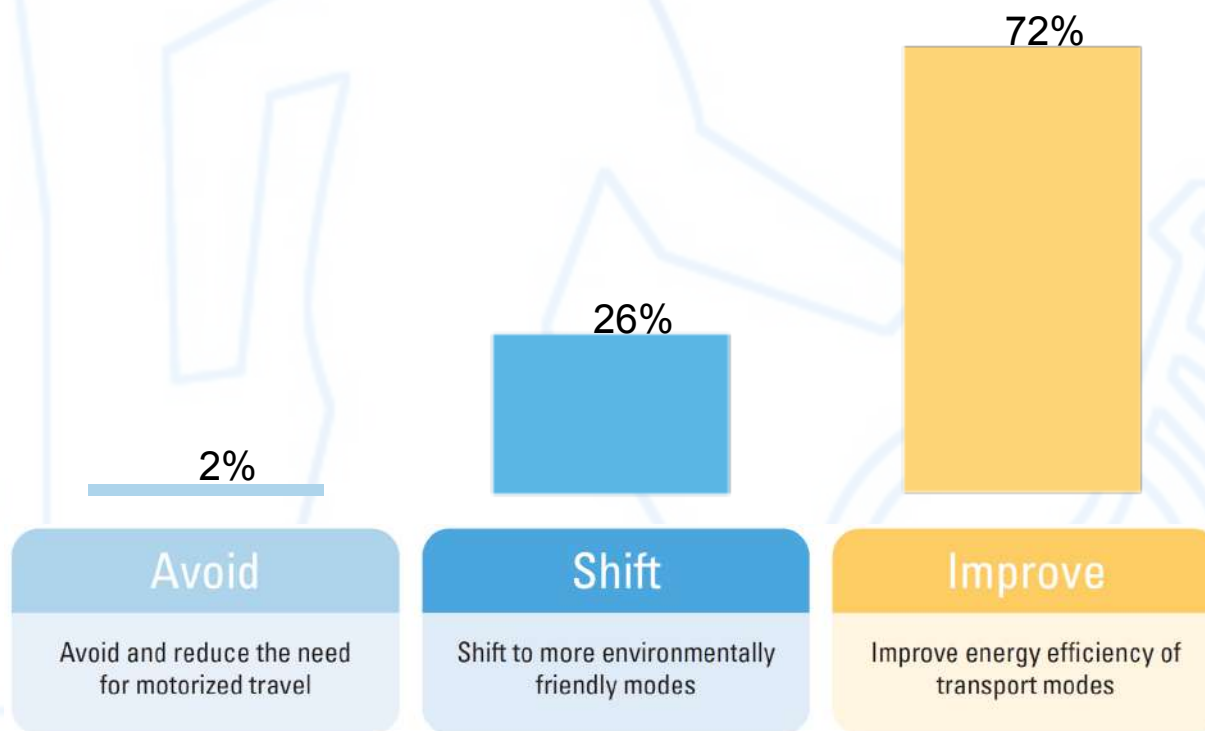 72%
26%
2%
Avoid
Avoid and reduce the need
for motorized travel
Shift
Shift to more environmentally
friendly modes
Improve
Improve energy efficiency of
transport modes